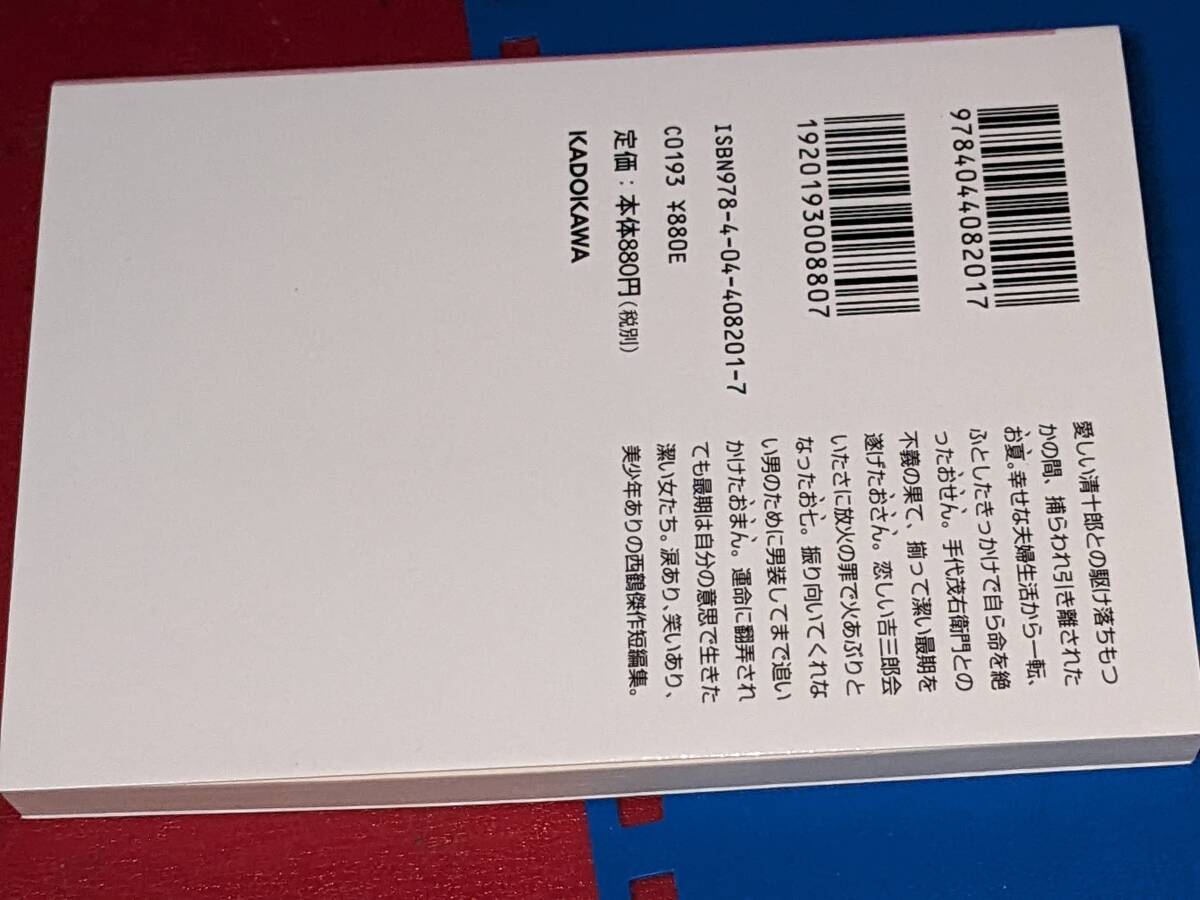 9784044082017
1920193008807
ISBN978-4-04-408201-7
C0193 ¥880E
定価：本体880円（税別）
KADOKAWA
愛しい清十郎との駆け落ちもつ
かの間、捕らわれ引き離された
お夏。幸せな夫婦生活から一転、
ふとしたきっかけで自ら命を絶
ったおせん。手代茂右衛門との
不義の果て、揃って潔い最期を
遂げたおさん。恋しい吉三郎会
いたさに放火の罪で火あぶりと
なったお七。振り向いてくれな
い男のために男装してまで追い
かけたおまん。運命に翻弄され
ても最期は自分の意思で生きた
潔い女たち。涙あり、笑いあり、
美少年ありの西鶴傑作短編集。